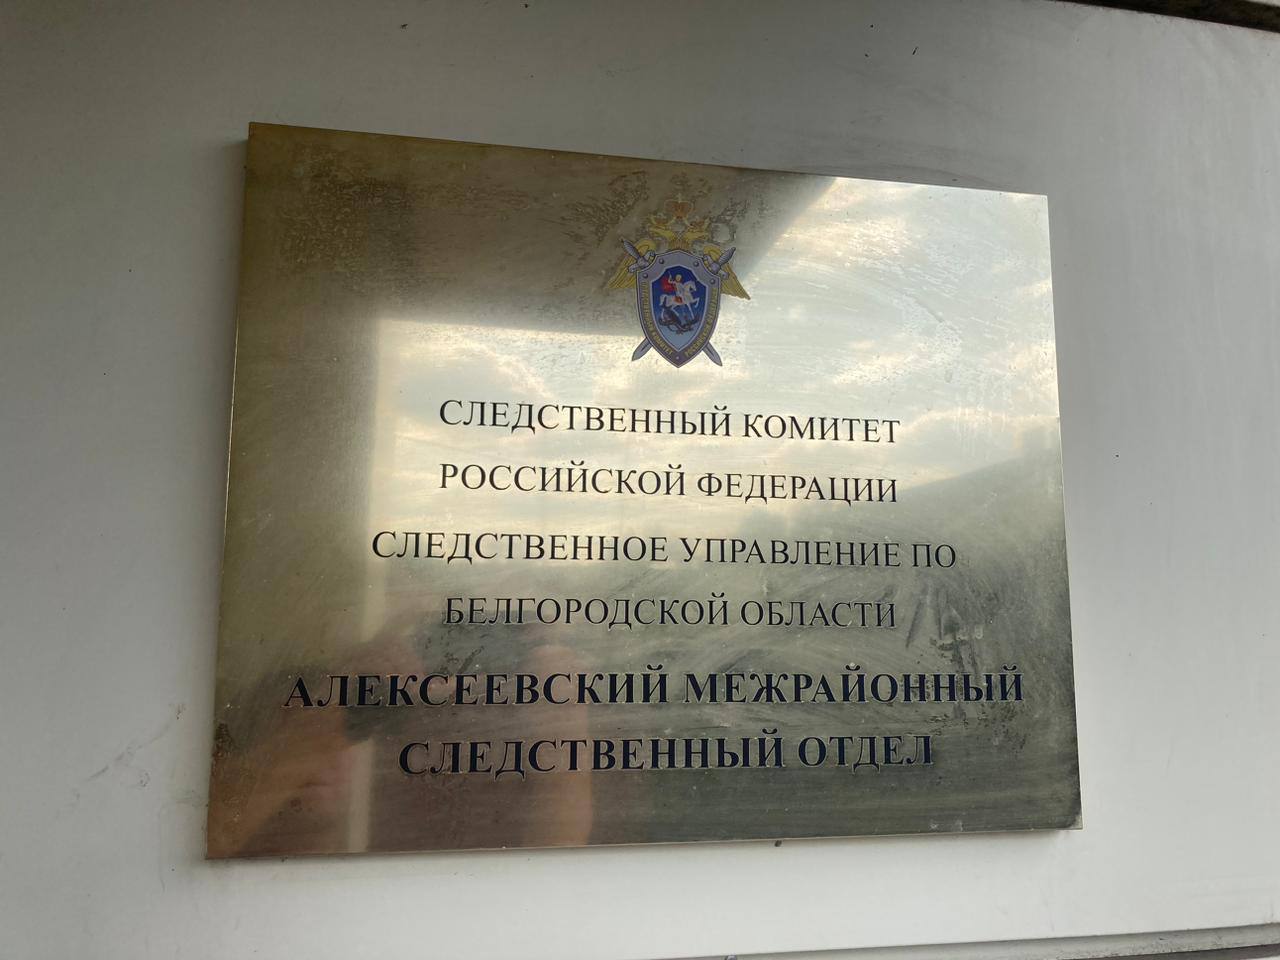 СЛЕДСТВЕННЫЙ КОМИТЕТ
РОССИЙСКОЙ ФЕДЕРАЦИИ
СЛЕДСТВЕННОЕ УПРАВЛЕНИЕ ПО
БЕЛГОРОДСКОЙ ОБЛАСТИ
АЛЕКСЕЕВСКИЙ МЕЖРАЙОННЫЙ
СЛЕДСТВЕННЫЙ ОТДЕЛ